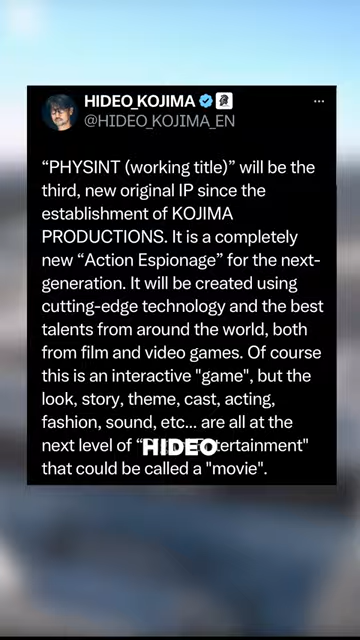 HIDEO_KOJIMA
@HIDEO_KOJIMA_EN
“PHYSINT (working title)” will be the
third, new original IP since the
establishment of KOJIMA
PRODUCTIONS. It is a completely
new “Action Espionage” for the next-
generation. It will be created using
cutting-edge technology and the best
talents from around the world, both
from film and video games. Of course
this is an interactive "game", but the
look, story, theme, cast, acting,
fashion, sound, etc... are all at the
next level of
HIDEO
that could be called a "movie".